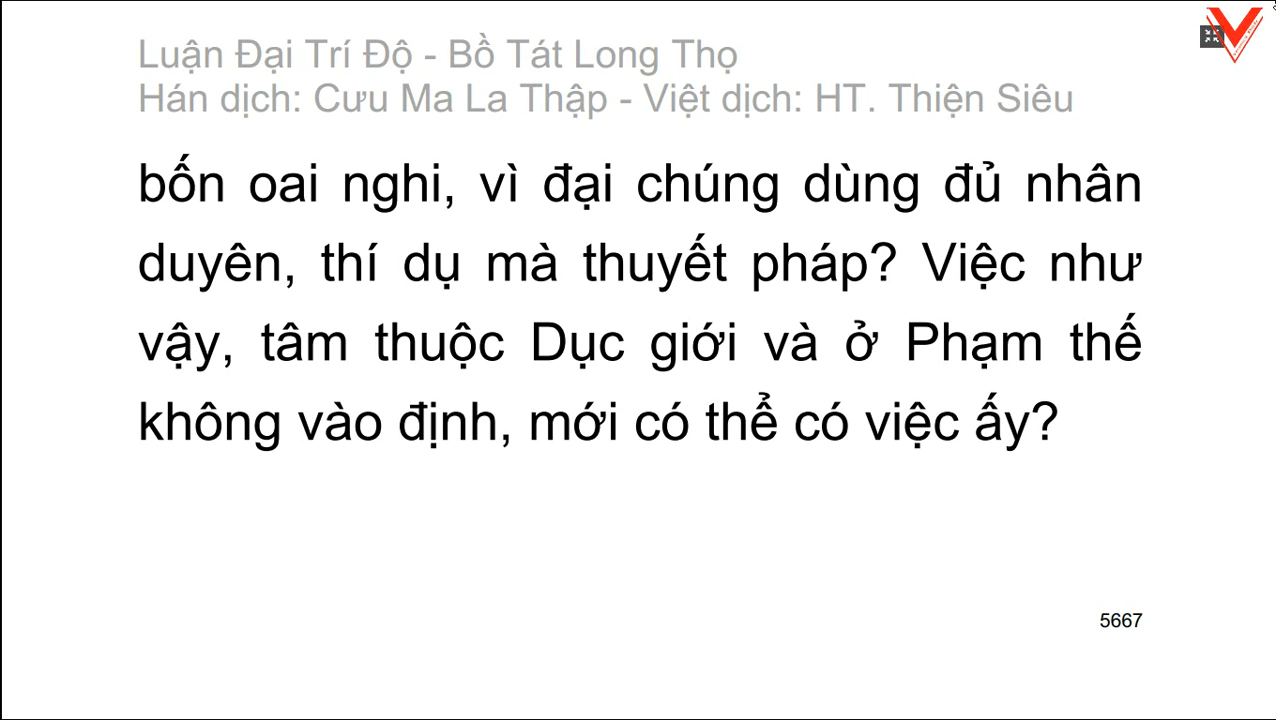 Luận Đại Trí Độ - Bồ Tát Long Thọ
Hán dịch: Cưu Ma La Thập - Việt dịch: HT. Thiện Siêu
bốn oai nghi, vì đại chúng dùng đủ nhân
duyên, thí dụ mà thuyết pháp? Việc như
vậy, tâm thuộc Dục giới và ở Phạm thế
không vào định, mới có thể có việc ấy?
5667